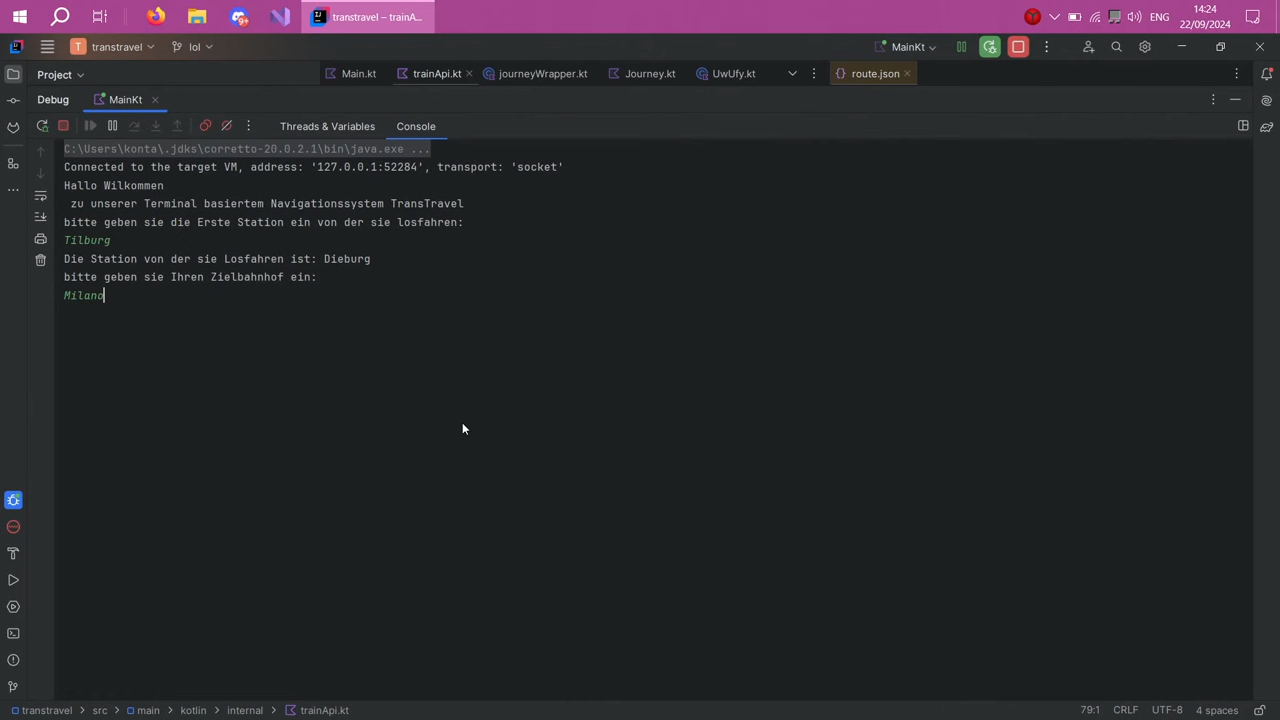 transtravel – trainA...
9+
ENG
14:24
22/09/2024
T transtravel
lol
MainKt
Project
Main.kt
trainApi.kt
journeyWrapper.kt
Journey.kt
UwUfy.kt
route.json
Debug
MainKt
Threads & Variables
Console
C:\Users\konta\.jdks\corretto-20.0.2.1\bin\java.exe ...
Connected to the target VM, address: '127.0.0.1:52284', transport: 'socket'
Hallo Wilkommen
zu unserer Terminal basiertem Navigationssystem TransTravel
bitte geben sie die Erste Station ein von der sie losfahren:
Tilburg
Die Station von der sie Losfahren ist: Dieburg
bitte geben sie Ihren Zielbahnhof ein:
Milano
transtravel > src > main > kotlin > internal > trainApi.kt
79:1 CRLF UTF-8 4 spaces